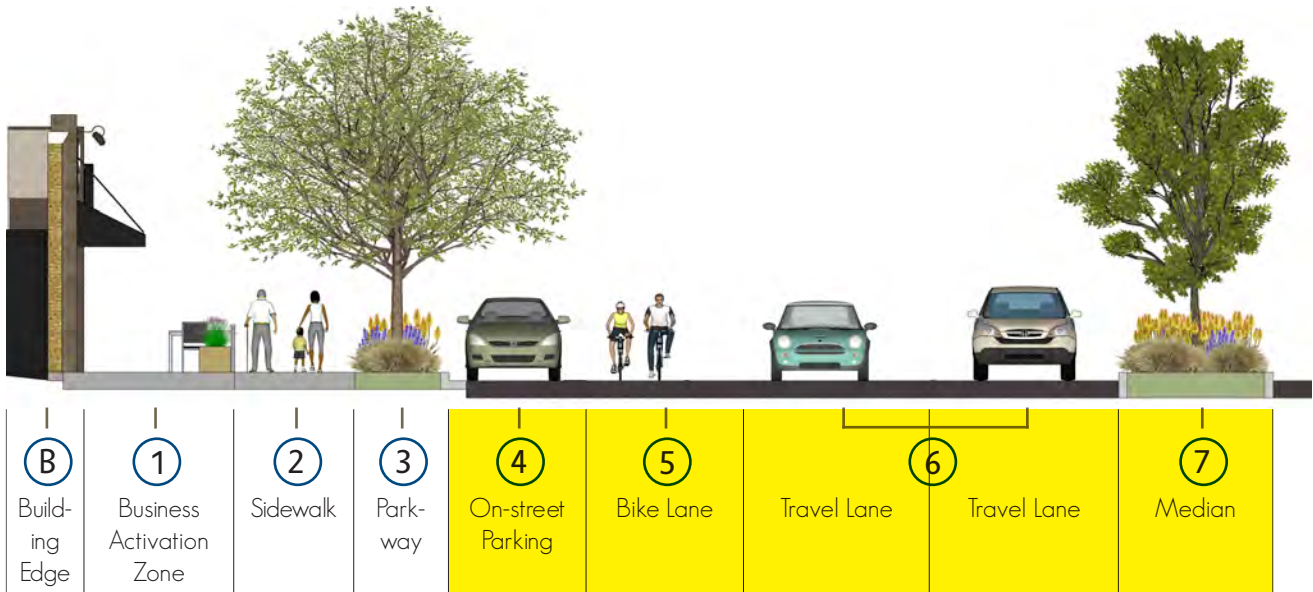 B
Build-
ing
Edge
1
Business
Activation
Zone
2
Sidewalk
3
Park-
way
4
On-street
Parking
5
Bike Lane
6
Travel Lane
Travel Lane
7
Median